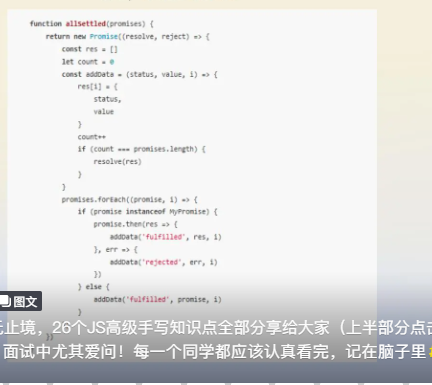 function allSettled(promises) {
return new Promise((resolve, reject) => {
const res = []
let count = 0
const addData = (status, value, i) => {
res[i] = {
status,
value
}
count++
if (count === promises.length) {
resolve(res)
}
}
promises.forEach((promise, i) => {
if (promise instanceof MyPromise) {
promise.then(res => {
addData('fulfilled', res, i)
}, err => {
addData('rejected', err, i)
})
} else {
addData('fulfilled', promise, i)
}
图文
止境，26个JS高级手写知识点全部分享给大家（上半部分点
面试中尤其爱问！每一个同学都应该认真看完，记在脑子里
})